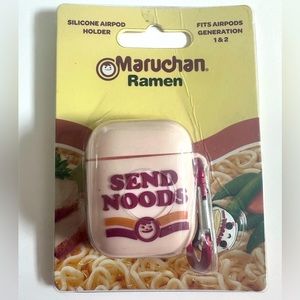 SILICONE AIRPOD
HOLDER
FITS AIRPODS
GENERATION
1 & 2
Maruchan®
Ramen
SEND
NOODS